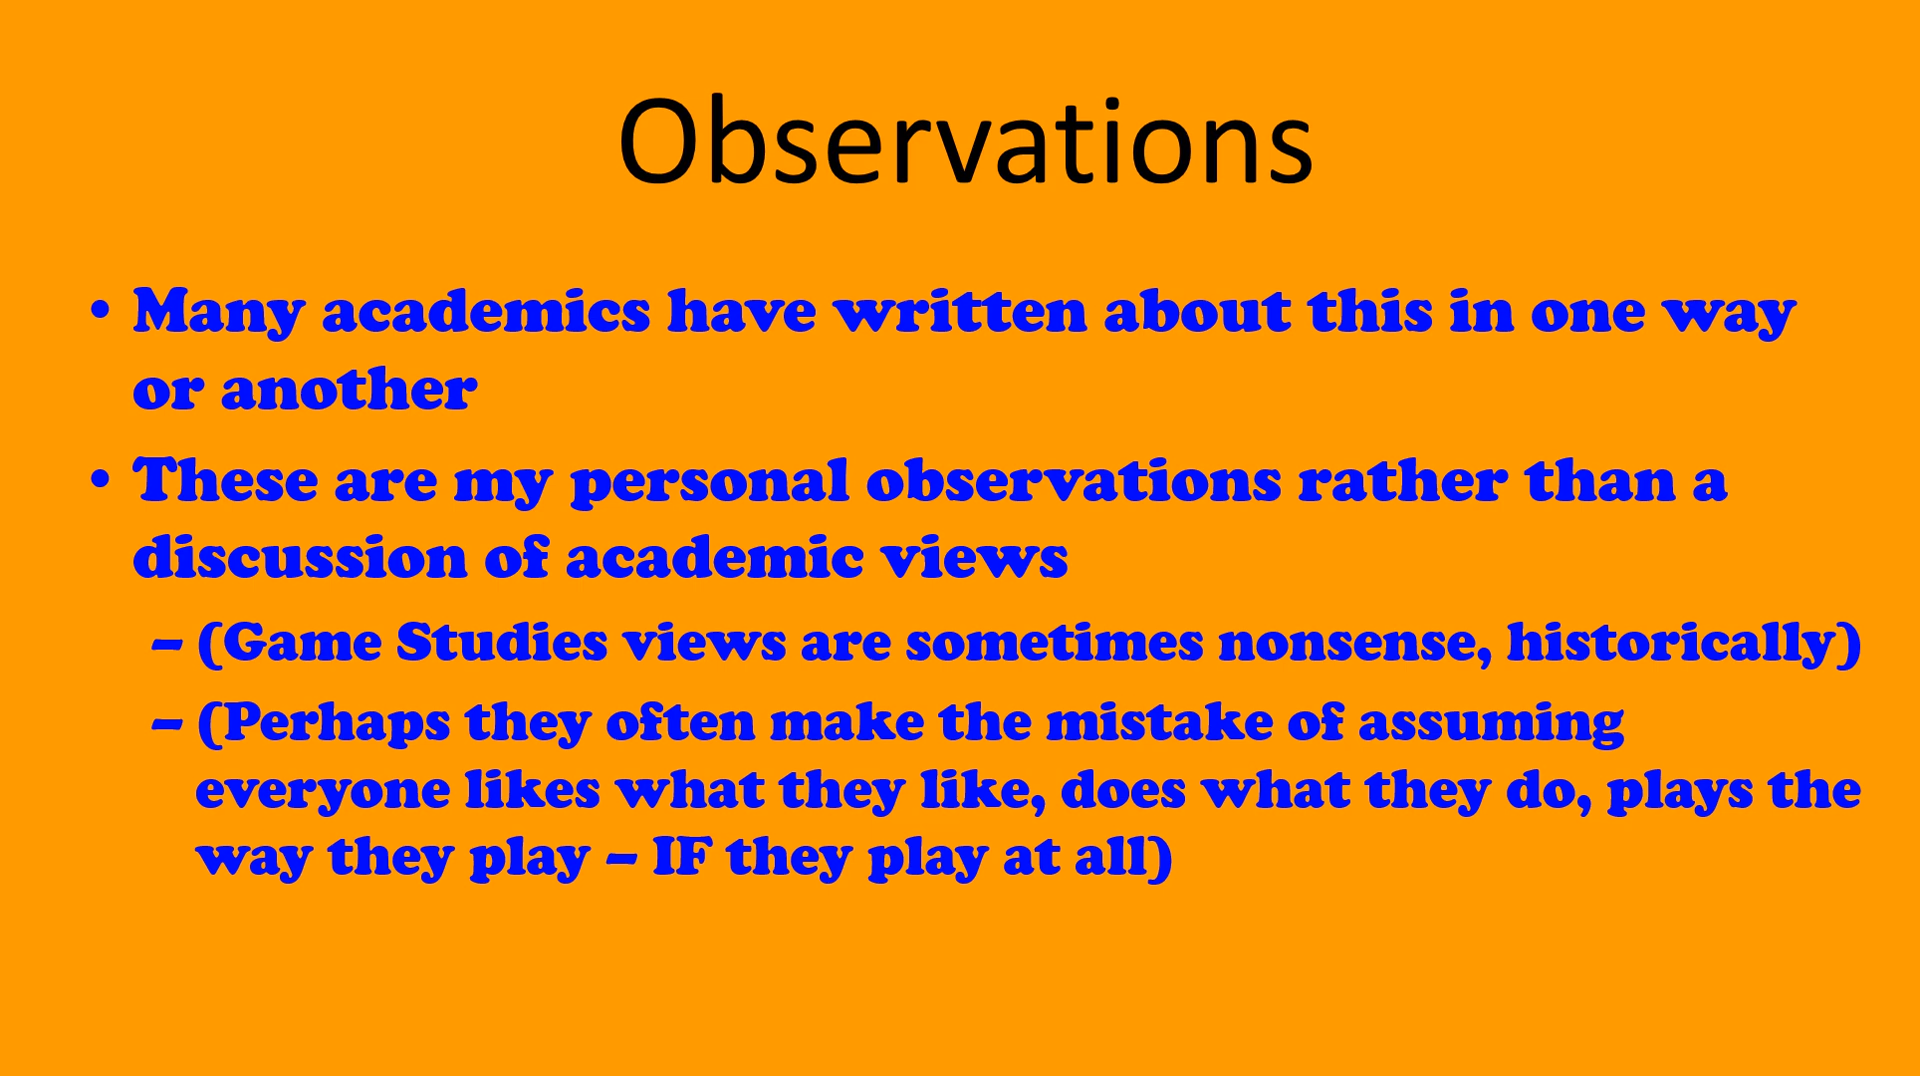 Observations
• Many academics have written about this in one way
or another
• These are my personal observations rather than a
discussion of academic views
– (Game Studies views are sometimes nonsense, historically)
– (Perhaps they often make the mistake of assuming
everyone likes what they like, does what they do, plays the
way they play – IF they play at all)